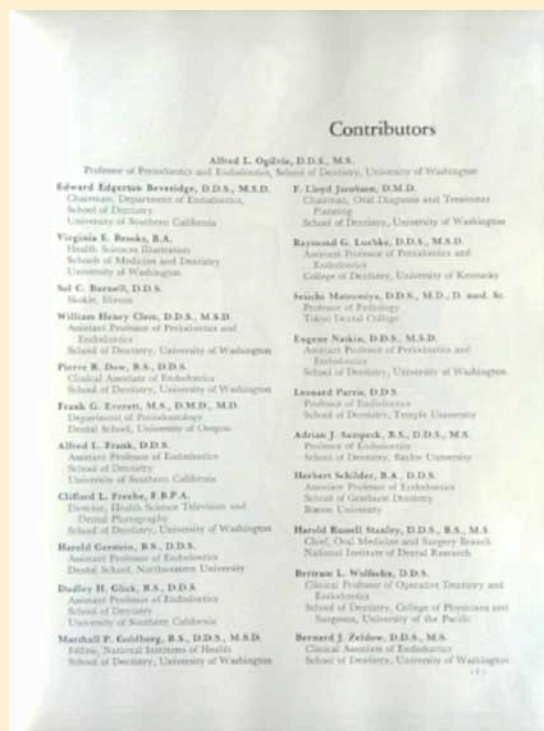 Contributors
Alfred L. Ogilvie, D.D.S., M.S.
Professor of Periodontics and Endodontics, School of Dentistry, University of Washington
Edward Edgerton Beveridge, D.D.S., M.S.D.
Chairman, Department of Endodontics,
School of Dentistry
University of Southern California
Virginia E. Brooks, B.A.
Health Sciences Illustration
Schools of Medicine and Dentistry
University of Washington
Sol C. Burnell, D.D.S.
Skokie, Illinois
William Henry Clem, D.D.S., M.S.D.
Assistant Professor of Periodontics and
Endodontics
School of Dentistry, University of Washington
Pierre R. Dow, B.S., D.D.S.
Clinical Associate of Endodontics
School of Dentistry, University of Washington
Frank G. Everett, M.S., D.M.D., M.D.
Department of Periodontology
Dental School, University of Oregon
Alfred L. Frank, D.D.S.
Assistant Professor of Endodontics
School of Dentistry
University of Southern California
Clifford L. Freehe, F.B.P.A.
Director, Health Science Television and
Dental Photography
School of Dentistry, University of Washington
Harold Gerstein, B.S., D.D.S.
Assistant Professor of Endodontics
Dental School, Northwestern University
Dudley H. Glick, B.S., D.D.S.
Assistant Professor of Endodontics
School of Dentistry
University of Southern California
Marshall P. Goldberg, B.S., D.D.S., M.S.D.
Fellow, National Institutes of Health
School of Dentistry, University of Washington
F. Lloyd Jacobson, D.M.D.
Chairman, Oral Diagnosis and Treatment
Planning
School of Dentistry, University of Washington
Raymond G. Luebke, D.D.S., M.S.D.
Assistant Professor of Periodontics and
Endodontics
College of Dentistry, University of Kentucky
Seiichi Matsumiya, D.D.S., M.D., D. med. Sc.
Professor of Pathology
Tokyo Dental College
Eugene Natkin, D.D.S., M.S.D.
Assistant Professor of Periodontics and
Endodontics
School of Dentistry, University of Washington
Leonard Parris, D.D.S.
Professor of Endodontics
School of Dentistry, Temple University
Adrian J. Sampeck, B.S., D.D.S., M.S.
Professor of Endodontics
School of Dentistry, Baylor University
Herbert Schilder, B.A., D.D.S.
Associate Professor of Endodontics
School of Graduate Dentistry
Boston University
Harold Russell Stanley, D.D.S., B.S., M.S.
Chief, Oral Medicine and Surgery Branch
National Institute of Dental Research
Bertram L. Wolfsohn, D.D.S.
Clinical Professor of Operative Dentistry and
Endodontics
School of Dentistry, College of Physicians and
Surgeons, University of the Pacific
Bernard J. Zeldow, D.D.S., M.S.
Clinical Associate of Endodontics
School of Dentistry, University of Washington